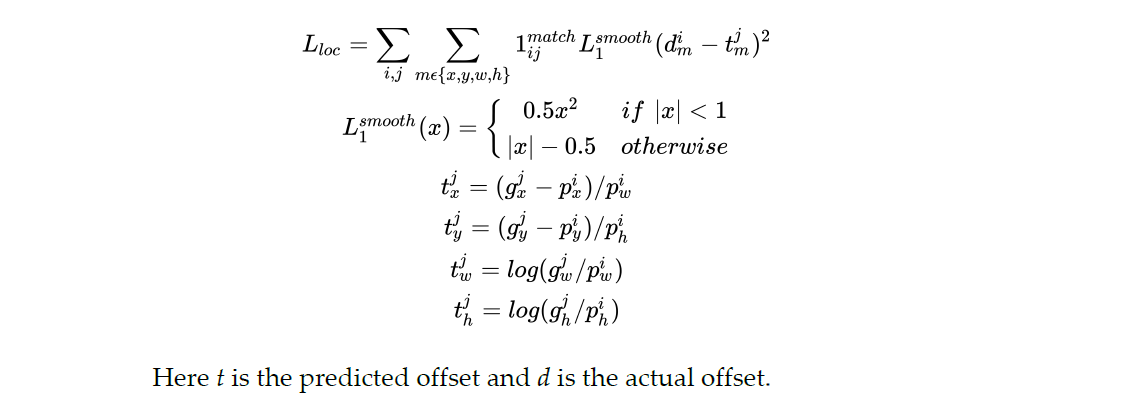 L_{loc} = \sum_{i,j} \sum_{m\epsilon\{x,y,w,h\}} 1_{ij}^{match} L_1^{smooth} (d_m^i - t_m^j)^2
L_1^{smooth}(x) = \begin{cases} 0.5x^2 & if\ |x| < 1 \\ |x| - 0.5 & otherwise \end{cases}
t_x^j = (g_x^j - p_x^i)/p_w^i
t_y^j = (g_y^j - p_y^i)/p_h^i
t_w^j = log(g_w^j/p_w^i)
t_h^j = log(g_h^j/p_h^i)
Here t is the predicted offset and d is the actual offset.